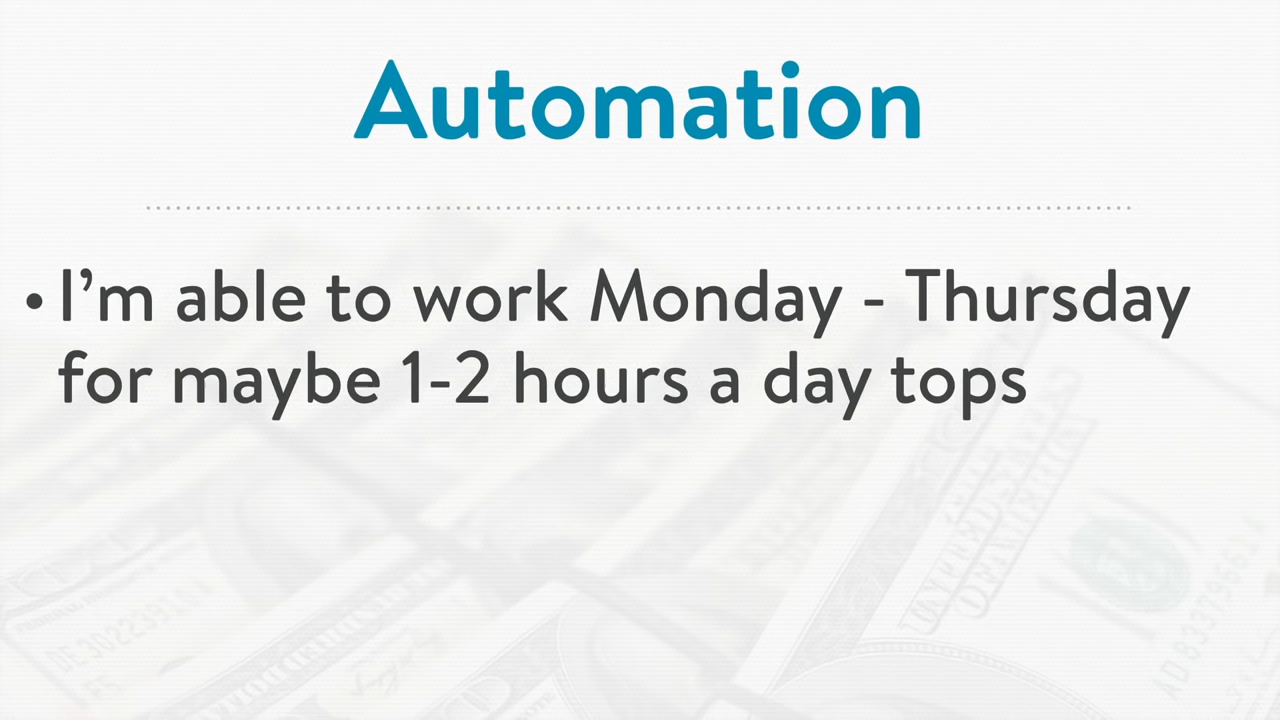 Automation
• I'm able to work Monday - Thursday
for maybe 1-2 hours a day tops